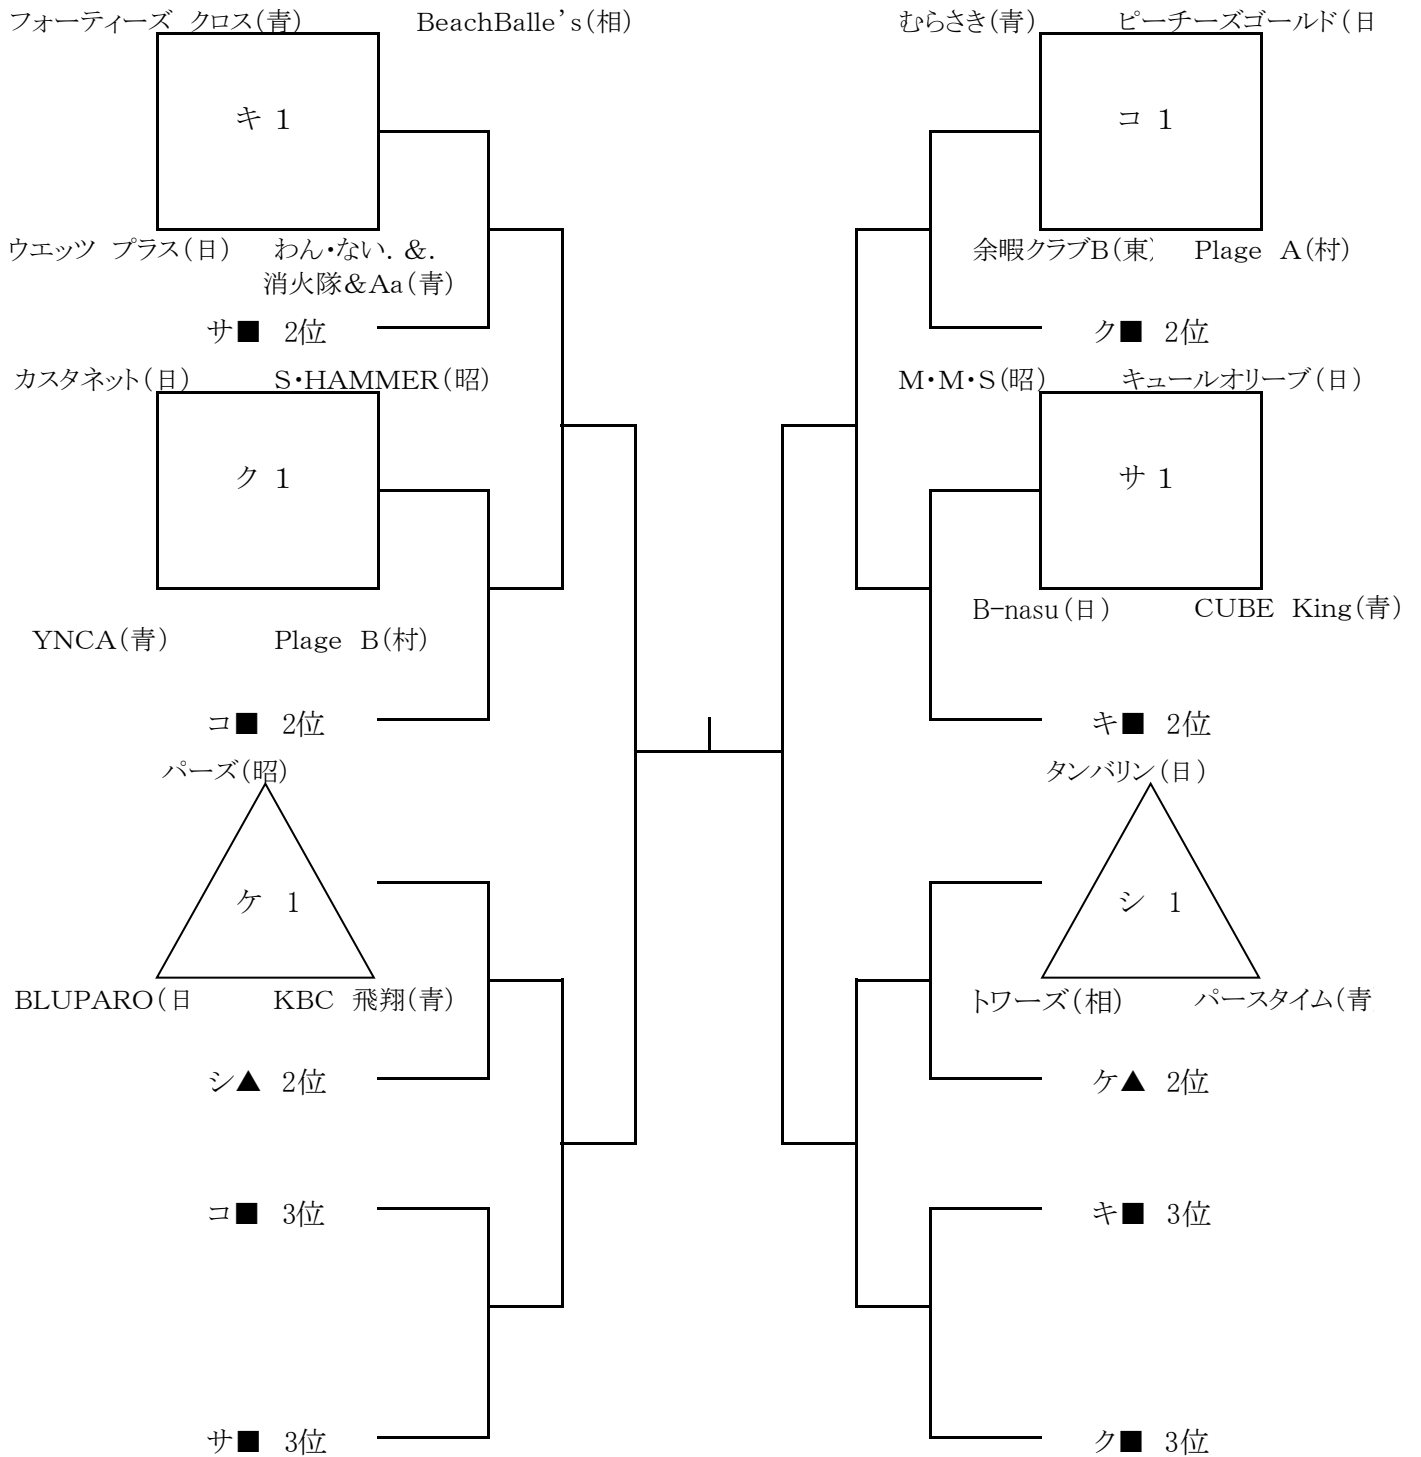 フォーティーズ クロス(青) BeachBalle's(相) むらさき(青) ピーチーズゴールド(日
キ 1 コ 1
ウエッツ プラス(日) わん・ない.&. 余暇クラブB(東) Plage A(村)
消火隊&Aa(青)
サ■ 2位 ク■ 2位
カスタネット(日) S・HAMMER(昭) M・M・S(昭) キュールオリーブ(日)
ク 1 サ 1
B-nasu(日) CUBE King(青)
YNCA(青) Plage B(村)
コ■ 2位 キ■ 2位
パーズ(昭) タンバリン(日)
ケ 1 シ 1
BLUPARO(日 KBC 飛翔(青) トワーズ(相) パースタイム(青
シ▲ 2位 ケ▲ 2位
コ■ 3位 キ■ 3位
サ■ 3位 ク■ 3位